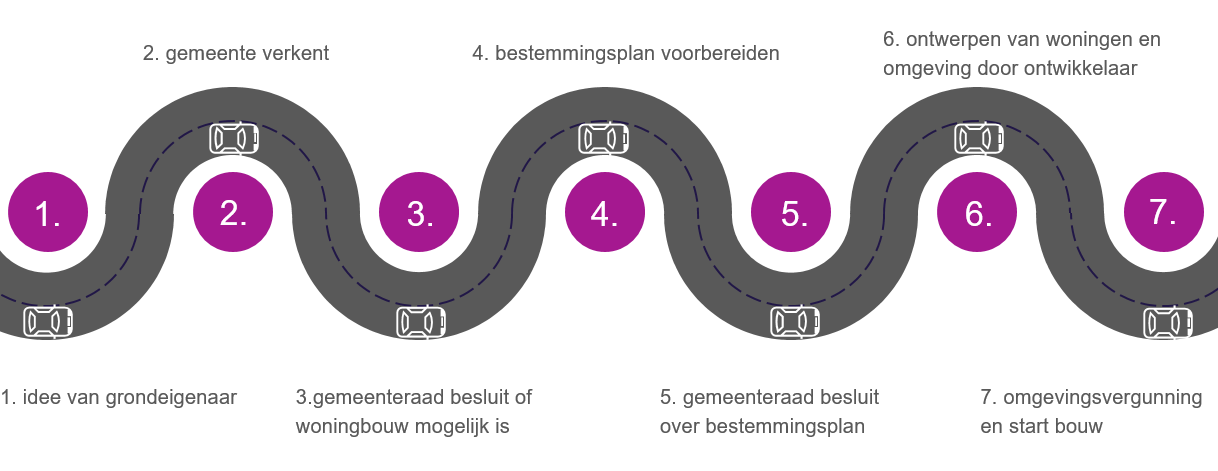 2. gemeente verkent
4. bestemmingsplan voorbereiden
6. ontwerpen van woningen en
omgeving door ontwikkelaar
1.
2.
3.
4.
5.
6.
7.
1. idee van grondeigenaar
3.gemeenteraad besluit of
woningbouw mogelijk is
5. gemeenteraad besluit
over bestemmingsplan
7. omgevingsvergunning
en start bouw